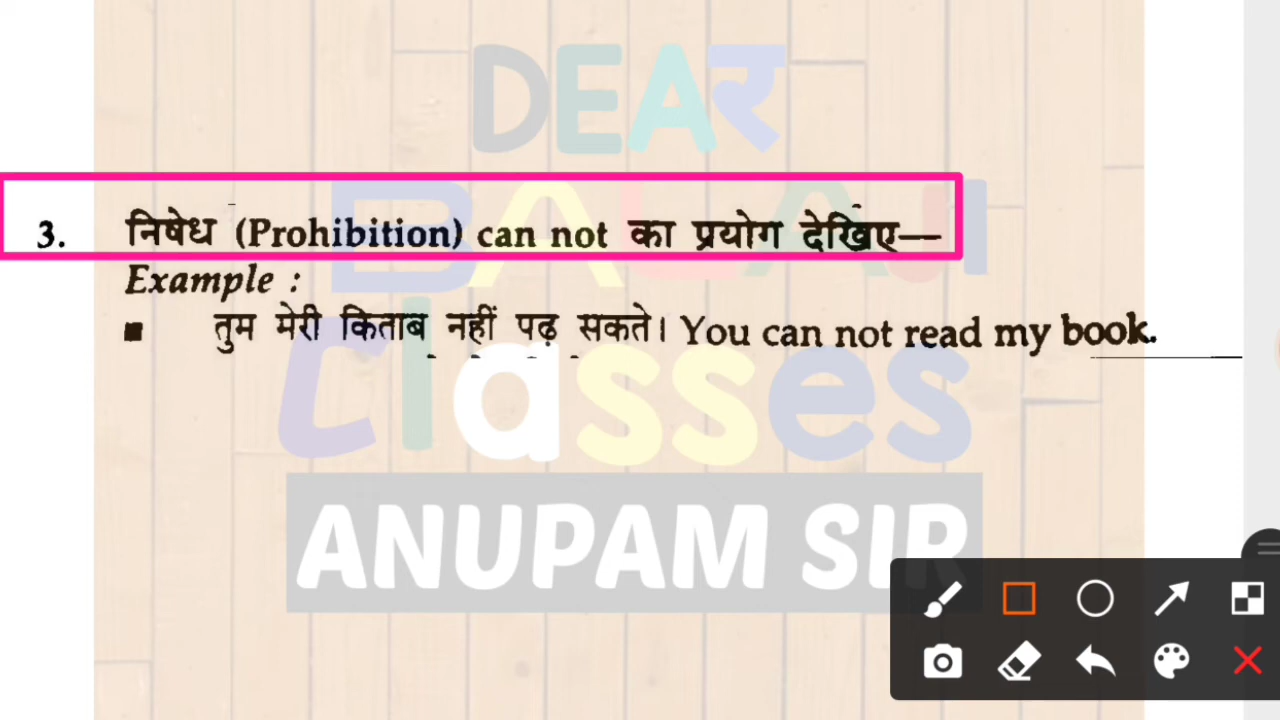 DEAर
BALAJI
Classes
ANUPAM SIR
3. निषेध (Prohibition) can not का प्रयोग देखिए—
Example :
■ तुम मेरी किताब नहीं पढ़ सकते। You can not read my book.